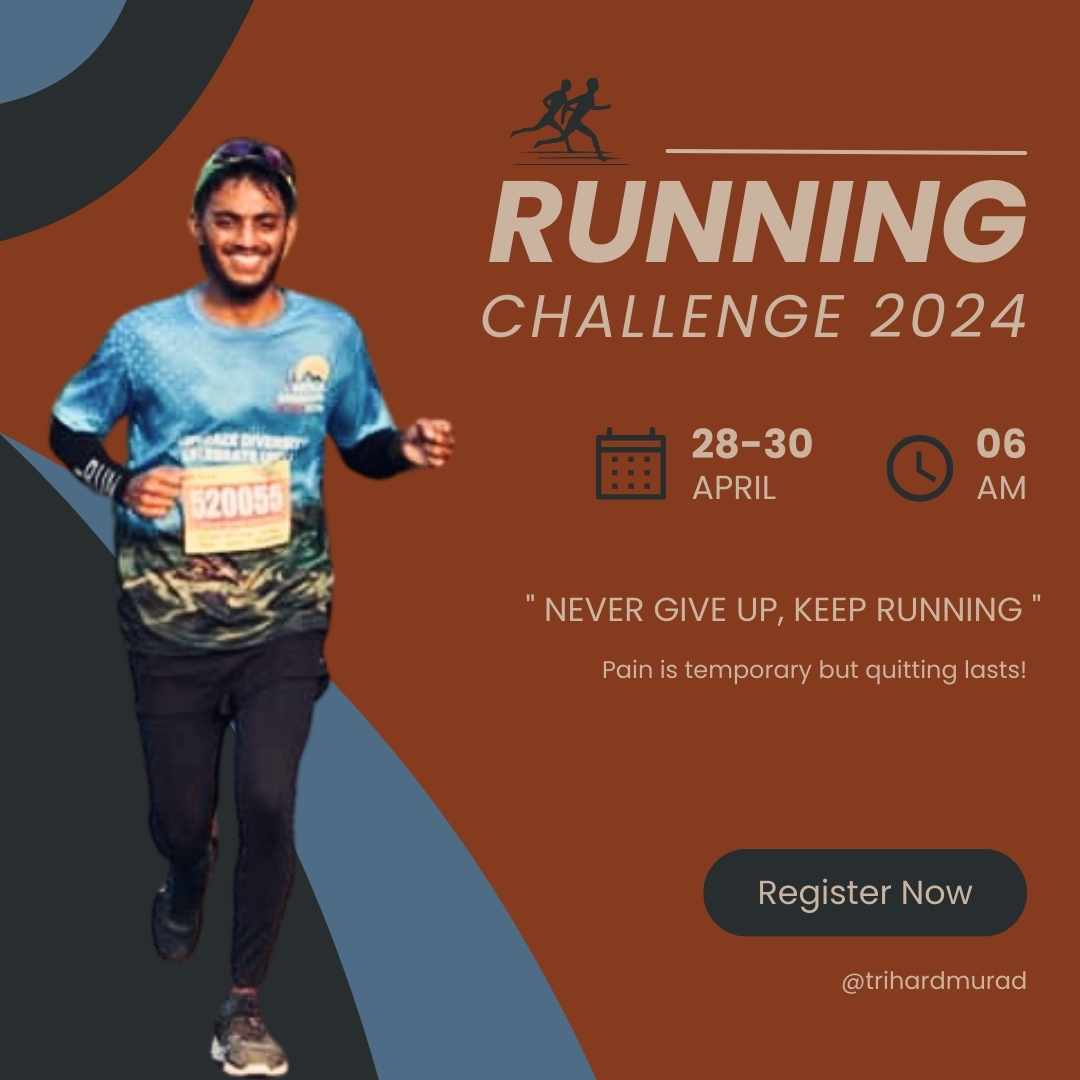 RUNNING
CHALLENGE 2024
28-30
APRIL
06
AM
" NEVER GIVE UP, KEEP RUNNING "
Pain is temporary but quitting lasts!
Register Now
@trihardmurad
RUN
520055